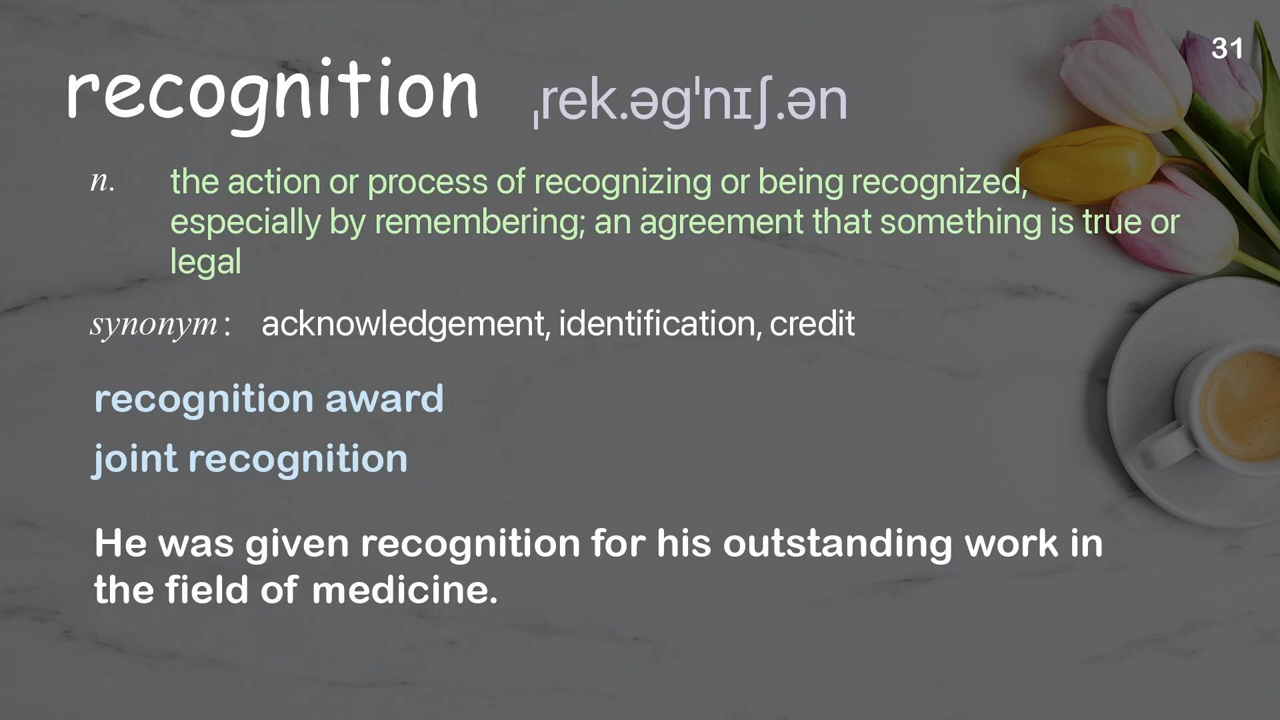 31
recognition ˌrek.əgˈnɪʃ.ən
n. the action or process of recognizing or being recognized,
especially by remembering; an agreement that something is true or
legal
synonym: acknowledgement, identification, credit
recognition award
joint recognition
He was given recognition for his outstanding work in
the field of medicine.